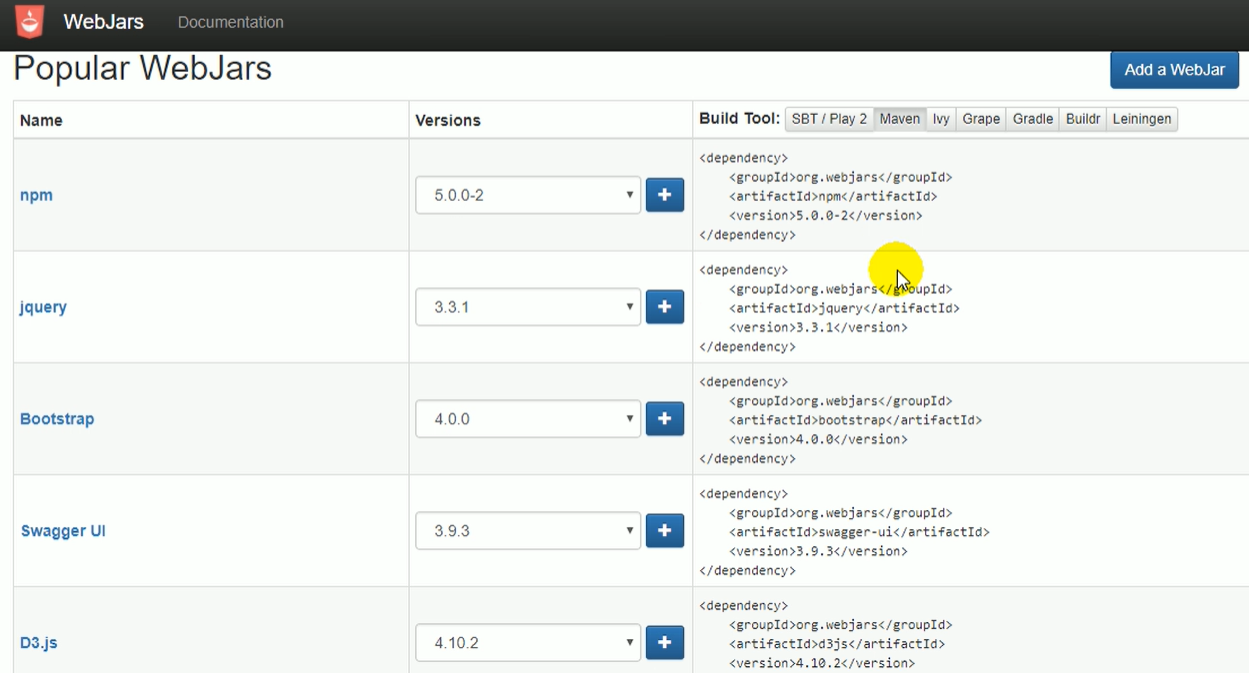 WebJars Documentation
Popular WebJars
Add a WebJar
Name Versions Build Tool: SBT / Play 2 Maven Ivy Grape Gradle Buildr Leiningen
npm 5.0.0-2
<dependency>
<groupId>org.webjars</groupId>
<artifactId>npm</artifactId>
<version>5.0.0-2</version>
</dependency>
jquery 3.3.1
<dependency>
<groupId>org.webjars</groupId>
<artifactId>jquery</artifactId>
<version>3.3.1</version>
</dependency>
Bootstrap 4.0.0
<dependency>
<groupId>org.webjars</groupId>
<artifactId>bootstrap</artifactId>
<version>4.0.0</version>
</dependency>
Swagger UI 3.9.3
<dependency>
<groupId>org.webjars</groupId>
<artifactId>swagger-ui</artifactId>
<version>3.9.3</version>
</dependency>
D3.js 4.10.2
<dependency>
<groupId>org.webjars</groupId>
<artifactId>d3js</artifactId>
<version>4.10.2</version>